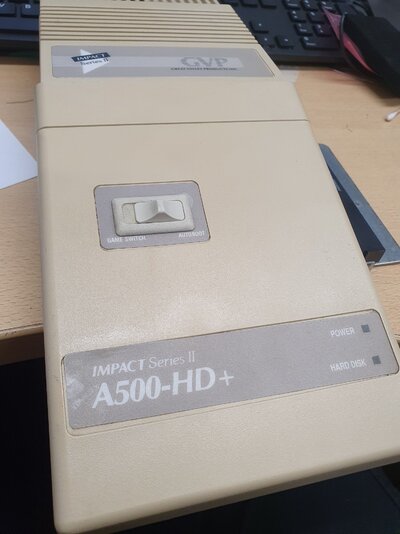 IMPACT
Series II
GVP
GREAT VALLEY PRODUCTS INC.
GAME SWITCH
AUTOBOOT
IMPACT Series II
A500-HD+
POWER
HARD DISK